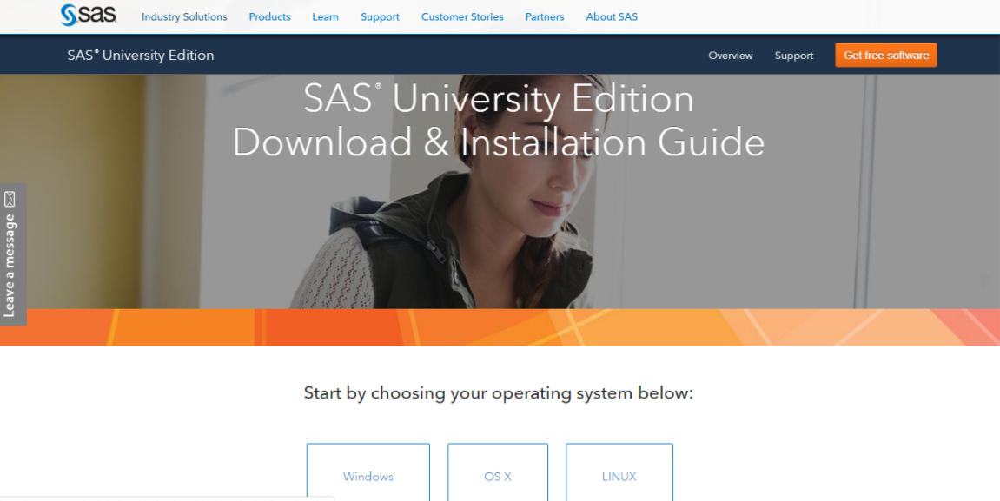 sas
Industry Solutions Products Learn Support Customer Stories Partners About SAS
SAS® University Edition
Overview Support Get free software
SAS® University Edition
Download & Installation Guide
Leave a message
Start by choosing your operating system below:
Windows OS X LINUX